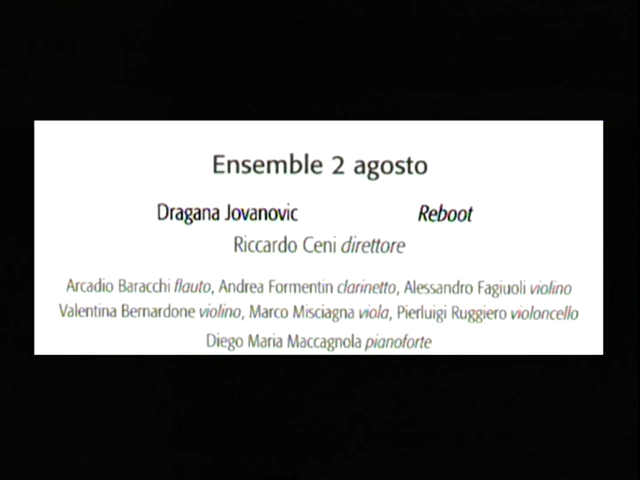 Ensemble 2 agosto
Dragana Jovanovic Reboot
Riccardo Ceni direttore
Arcadio Baracchi flauto, Andrea Formentin clarinetto, Alessandro Fagiuoli violino
Valentina Bernardone violino, Marco Misciagna viola, Pierluigi Ruggiero violoncello
Diego Maria Maccagnola pianoforte